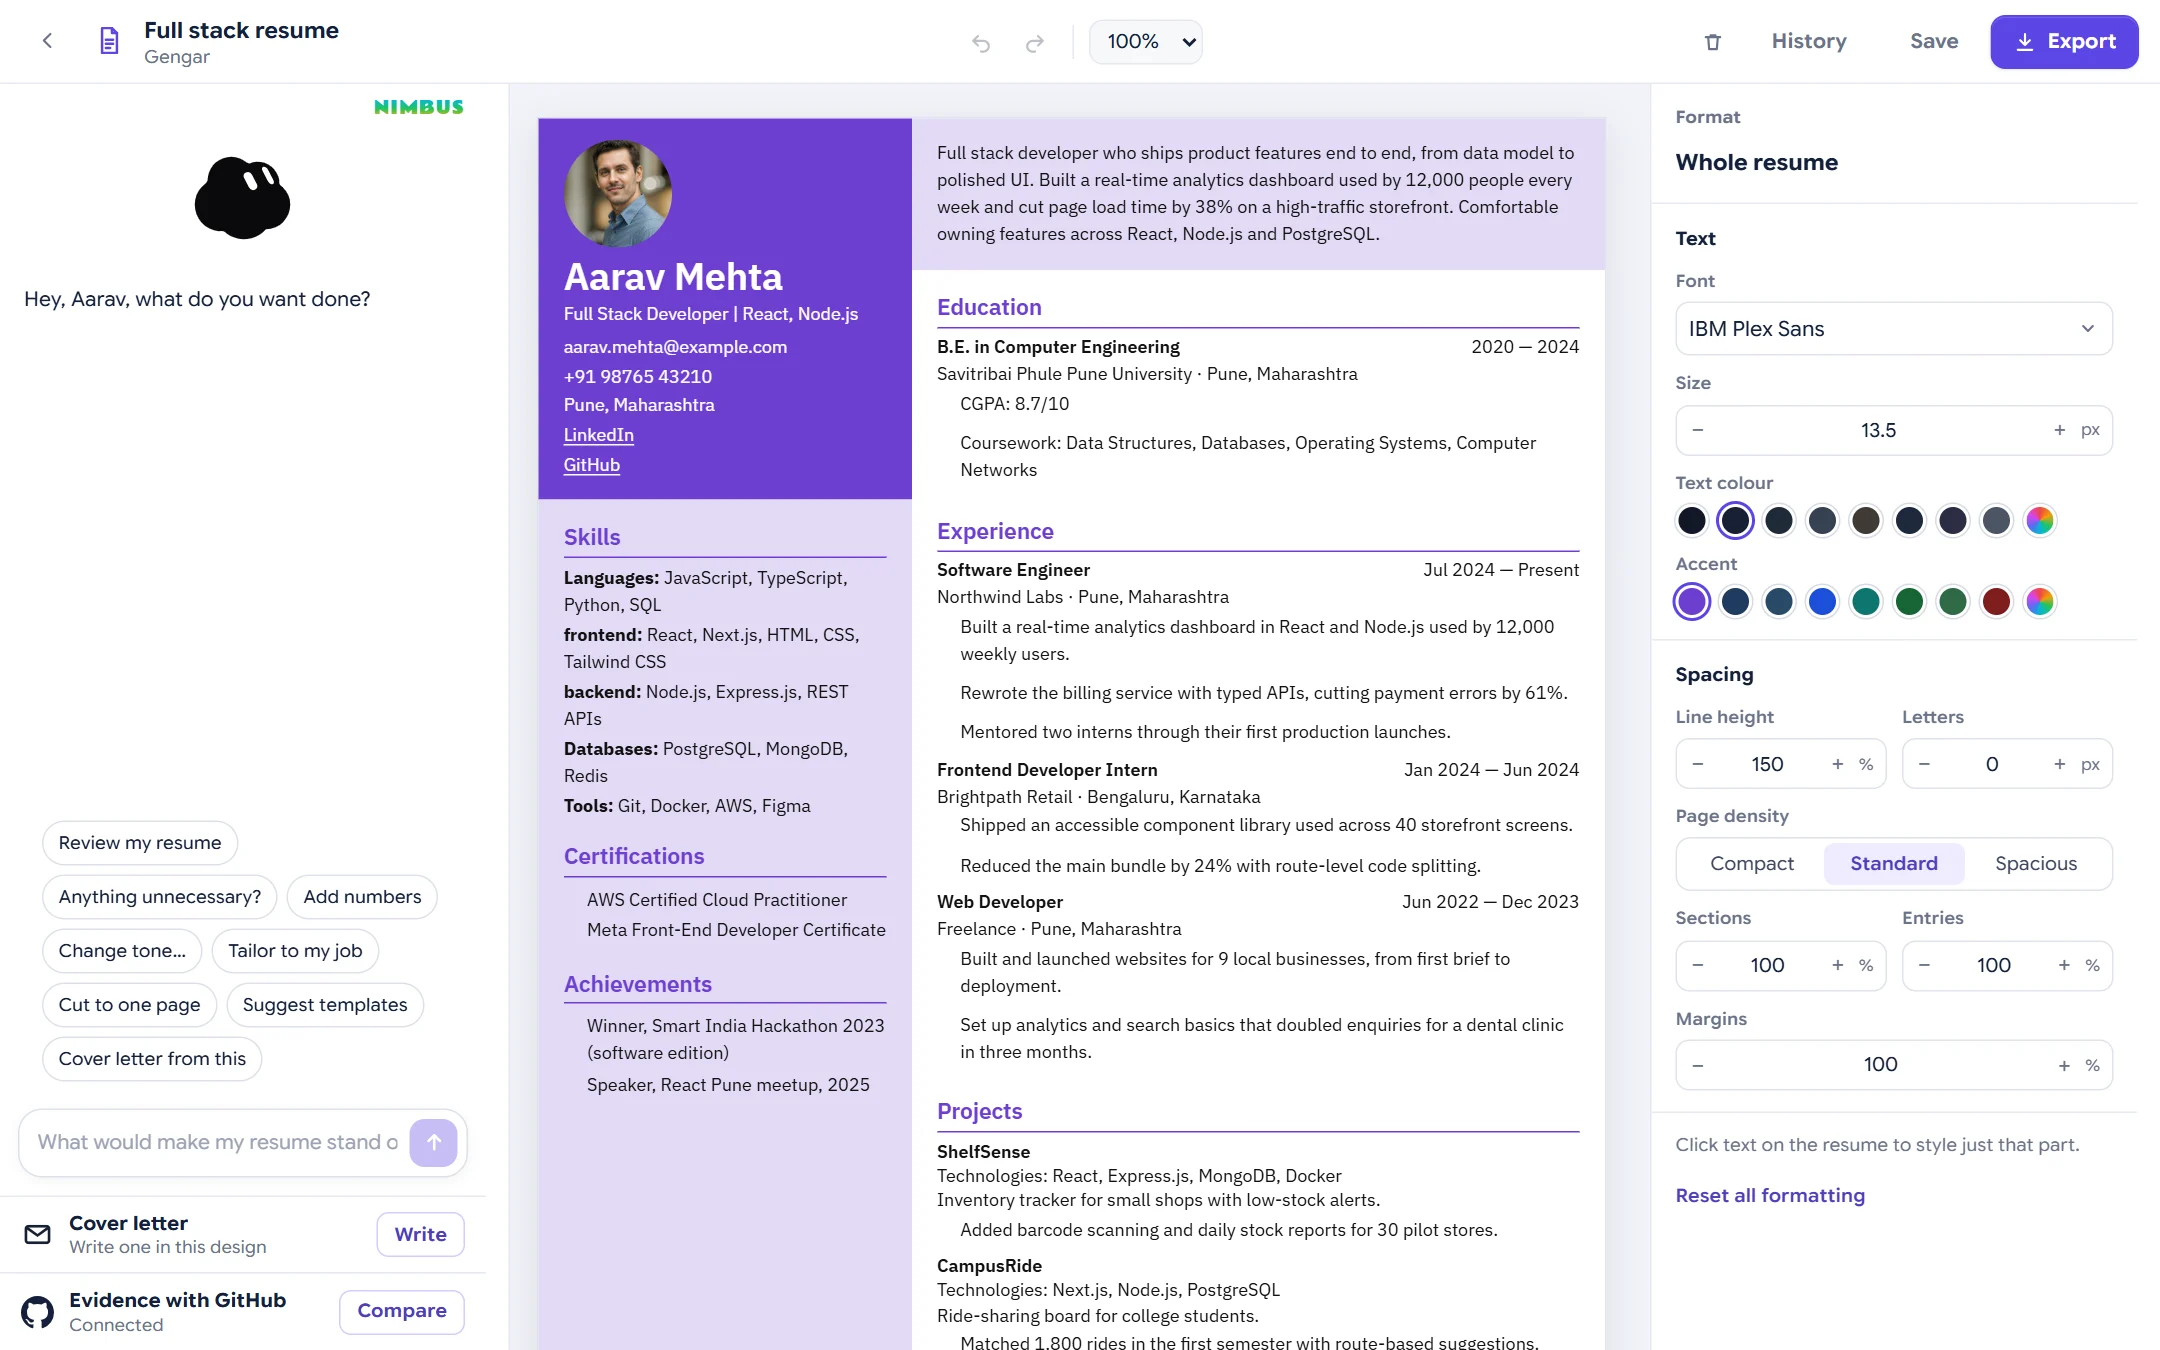 Full stack resume
Gengar
100%
History
Save
Export
NIMBUS
Hey, Aarav, what do you want done?
Review my resume
Anything unnecessary?
Add numbers
Change tone...
Tailor to my job
Cut to one page
Suggest templates
Cover letter from this
What would make my resume stand o
Cover letter
Write one in this design
Write
Evidence with GitHub
Connected
Compare
Aarav Mehta
Full Stack Developer | React, Node.js
aarav.mehta@example.com
+91 98765 43210
Pune, Maharashtra
LinkedIn
GitHub
Skills
Languages: JavaScript, TypeScript,
Python, SQL
frontend: React, Next.js, HTML, CSS,
Tailwind CSS
backend: Node.js, Express.js, REST
APIs
Databases: PostgreSQL, MongoDB,
Redis
Tools: Git, Docker, AWS, Figma
Certifications
AWS Certified Cloud Practitioner
Meta Front-End Developer Certificate
Achievements
Winner, Smart India Hackathon 2023
(software edition)
Speaker, React Pune meetup, 2025
Full stack developer who ships product features end to end, from data model to
polished UI. Built a real-time analytics dashboard used by 12,000 people every
week and cut page load time by 38% on a high-traffic storefront. Comfortable
owning features across React, Node.js and PostgreSQL.
Education
B.E. in Computer Engineering 2020 — 2024
Savitribai Phule Pune University · Pune, Maharashtra
CGPA: 8.7/10
Coursework: Data Structures, Databases, Operating Systems, Computer
Networks
Experience
Software Engineer Jul 2024 — Present
Northwind Labs · Pune, Maharashtra
Built a real-time analytics dashboard in React and Node.js used by 12,000
weekly users.
Rewrote the billing service with typed APIs, cutting payment errors by 61%.
Mentored two interns through their first production launches.
Frontend Developer Intern Jan 2024 — Jun 2024
Brightpath Retail · Bengaluru, Karnataka
Shipped an accessible component library used across 40 storefront screens.
Reduced the main bundle by 24% with route-level code splitting.
Web Developer Jun 2022 — Dec 2023
Freelance · Pune, Maharashtra
Built and launched websites for 9 local businesses, from first brief to
deployment.
Set up analytics and search basics that doubled enquiries for a dental clinic
in three months.
Projects
ShelfSense
Technologies: React, Express.js, MongoDB, Docker
Inventory tracker for small shops with low-stock alerts.
Added barcode scanning and daily stock reports for 30 pilot stores.
CampusRide
Technologies: Next.js, Node.js, PostgreSQL
Ride-sharing board for college students.
Matched 1,800 rides in the first semester with route-based suggestions.
Format
Whole resume
Text
Font
IBM Plex Sans
Size
− 13.5 + px
Text colour
Accent
Spacing
Line height
− 150 + %
Letters
− 0 + px
Page density
Compact
Standard
Spacious
Sections
− 100 + %
Entries
− 100 + %
Margins
− 100 + %
Click text on the resume to style just that part.
Reset all formatting